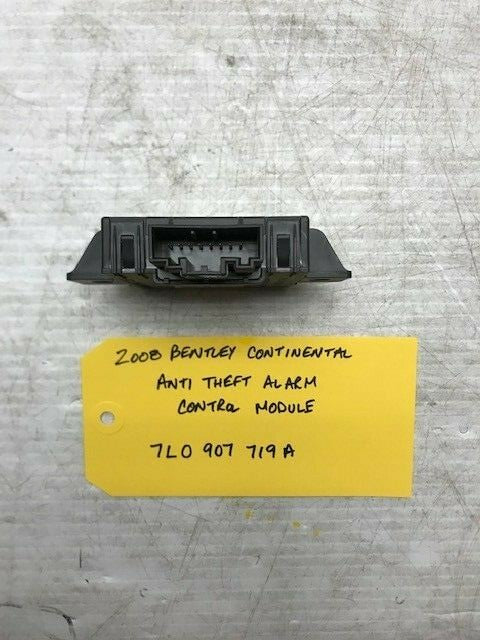 2008 BENTLEY CONTINENTAL
ANTI THEFT ALARM
CONTROL MODULE
7L0 907 719 A